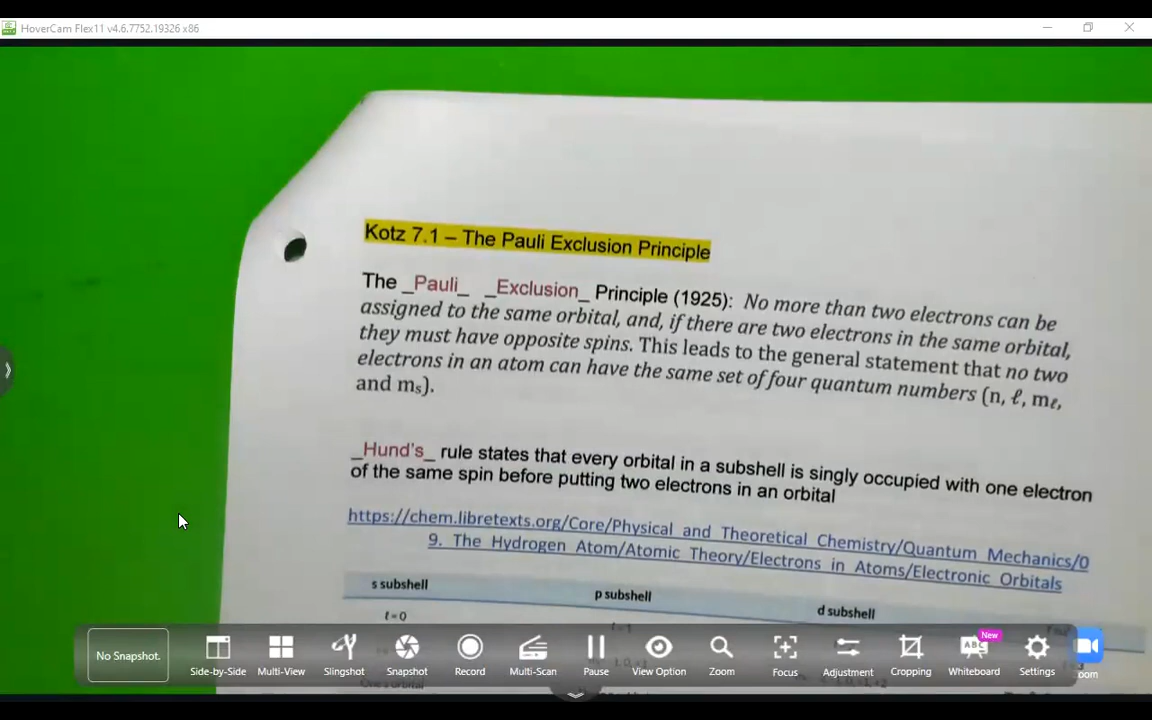 HoverCam Flex11 v4.6.7752.19326 x86
Kotz 7.1 – The Pauli Exclusion Principle
The _Pauli_ _Exclusion_ Principle (1925): No more than two electrons can be
assigned to the same orbital, and, if there are two electrons in the same orbital,
they must have opposite spins. This leads to the general statement that no two
electrons in an atom can have the same set of four quantum numbers (n, ℓ, mℓ,
and ms).
_Hund's_ rule states that every orbital in a subshell is singly occupied with one electron
of the same spin before putting two electrons in an orbital
https://chem.libretexts.org/Core/Physical_and_Theoretical_Chemistry/Quantum_Mechanics/0
9._The_Hydrogen_Atom/Atomic_Theory/Electrons_in_Atoms/Electronic_Orbitals
s subshell p subshell d subshell
ℓ=0
No Snapshot.
New
Side-by-Side Multi-View Slingshot Snapshot Record Multi-Scan Pause View Option Zoom Focus Adjustment Cropping Whiteboard Settings